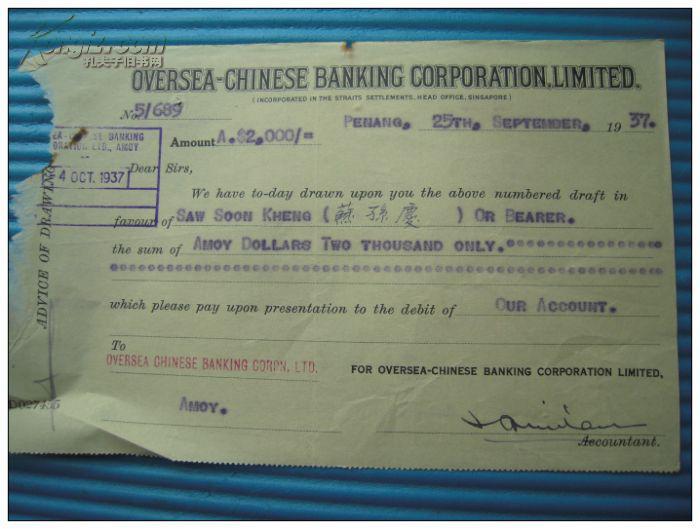 Kongfz.com
孔夫子旧书网
OVERSEA-CHINESE BANKING CORPORATION, LIMITED.
(INCORPORATED IN THE STRAITS SETTLEMENTS, HEAD OFFICE, SINGAPORE)
No. 5/689
PENANG, 25TH, SEPTEMBER, 1937.
Amount A.$2,000/=
BANKING
LTD., AMOY
4 OCT. 1937
Dear Sirs,
We have to-day drawn upon you the above numbered draft in
favour of SAW SOON KHENG (蘇孫慶) OR BEARER.
the sum of AMOY DOLLARS TWO THOUSAND ONLY.
which please pay upon presentation to the debit of OUR ACCOUNT.
To
OVERSEA CHINESE BANKING CORPN. LTD.
AMOY.
FOR OVERSEA-CHINESE BANKING CORPORATION LIMITED,
Accountant.
ADVICE OF DRAWING